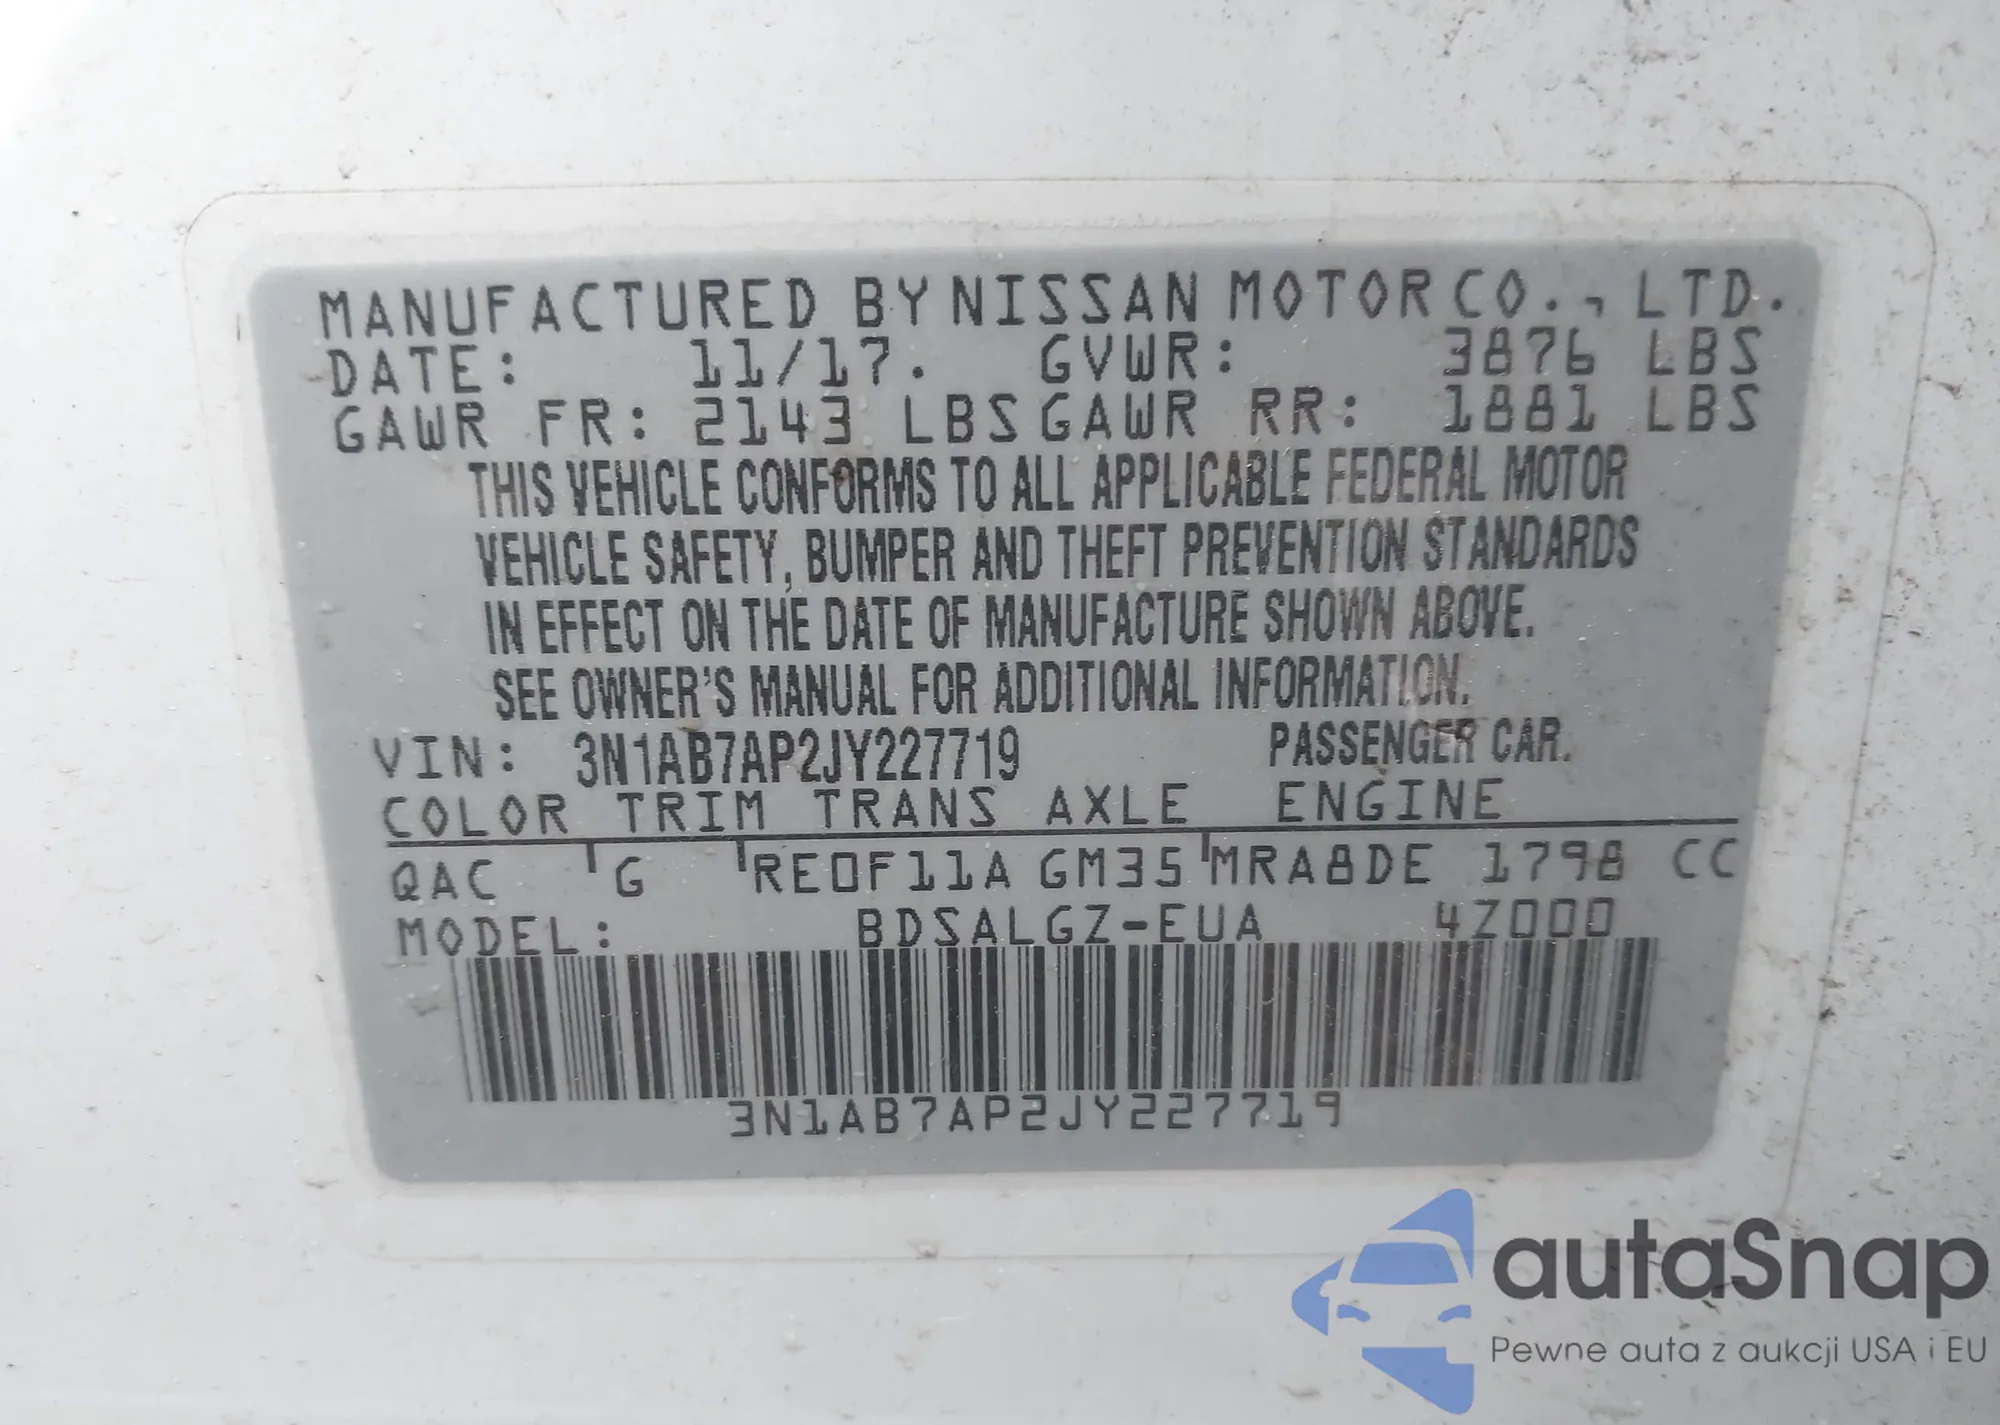 MANUFACTURED BY NISSAN MOTOR CO., LTD.
DATE: 11/17. GVWR: 3876 LBS
GAWR FR: 2143 LBS GAWR RR: 1881 LBS
THIS VEHICLE CONFORMS TO ALL APPLICABLE FEDERAL MOTOR
VEHICLE SAFETY, BUMPER AND THEFT PREVENTION STANDARDS
IN EFFECT ON THE DATE OF MANUFACTURE SHOWN ABOVE.
SEE OWNER'S MANUAL FOR ADDITIONAL INFORMATION.
VIN: 3N1AB7AP2JY227719 PASSENGER CAR.
COLOR TRIM TRANS AXLE ENGINE
QAC G RE0F11A GM35 MRA8DE 1798 CC
MODEL: BDSALGZ-EUA 4Z000
3N1AB7AP2JY227719
autaSnap
Pewne auta z aukcji USA i EU